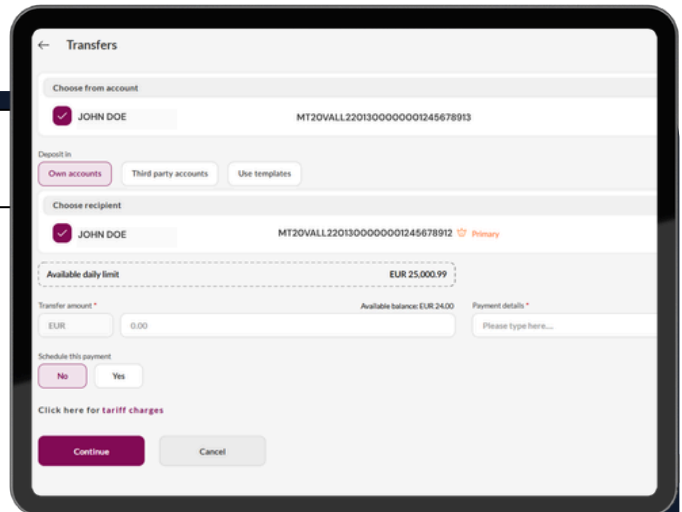 ← Transfers
Choose from account
JOHN DOE MT20VALL22013000000001245678913
Deposit in
Own accounts Third party accounts Use templates
Choose recipient
JOHN DOE MT20VALL22013000000001245678912 Primary
Available daily limit EUR 25,000.99
Transfer amount * Available balance: EUR 24.00 Payment details *
EUR 0.00 Please type here....
Schedule this payment
No Yes
Click here for tariff charges
Continue Cancel